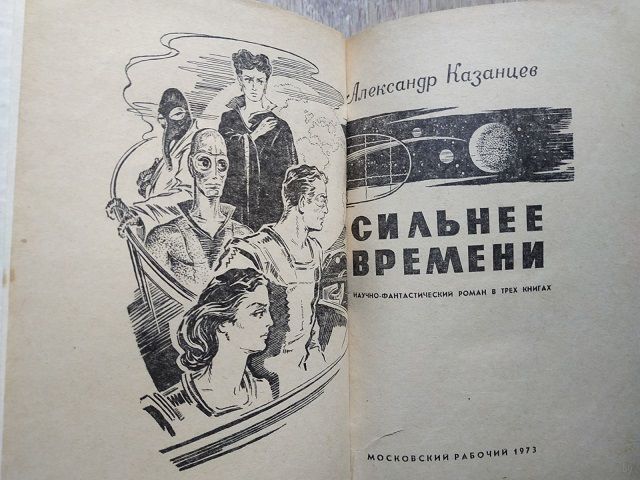 Александр Казанцев
СИЛЬНЕЕ
ВРЕМЕНИ
НАУЧНО-ФАНТАСТИЧЕСКИЙ РОМАН В ТРЕХ КНИГАХ
МОСКОВСКИЙ РАБОЧИЙ 1973